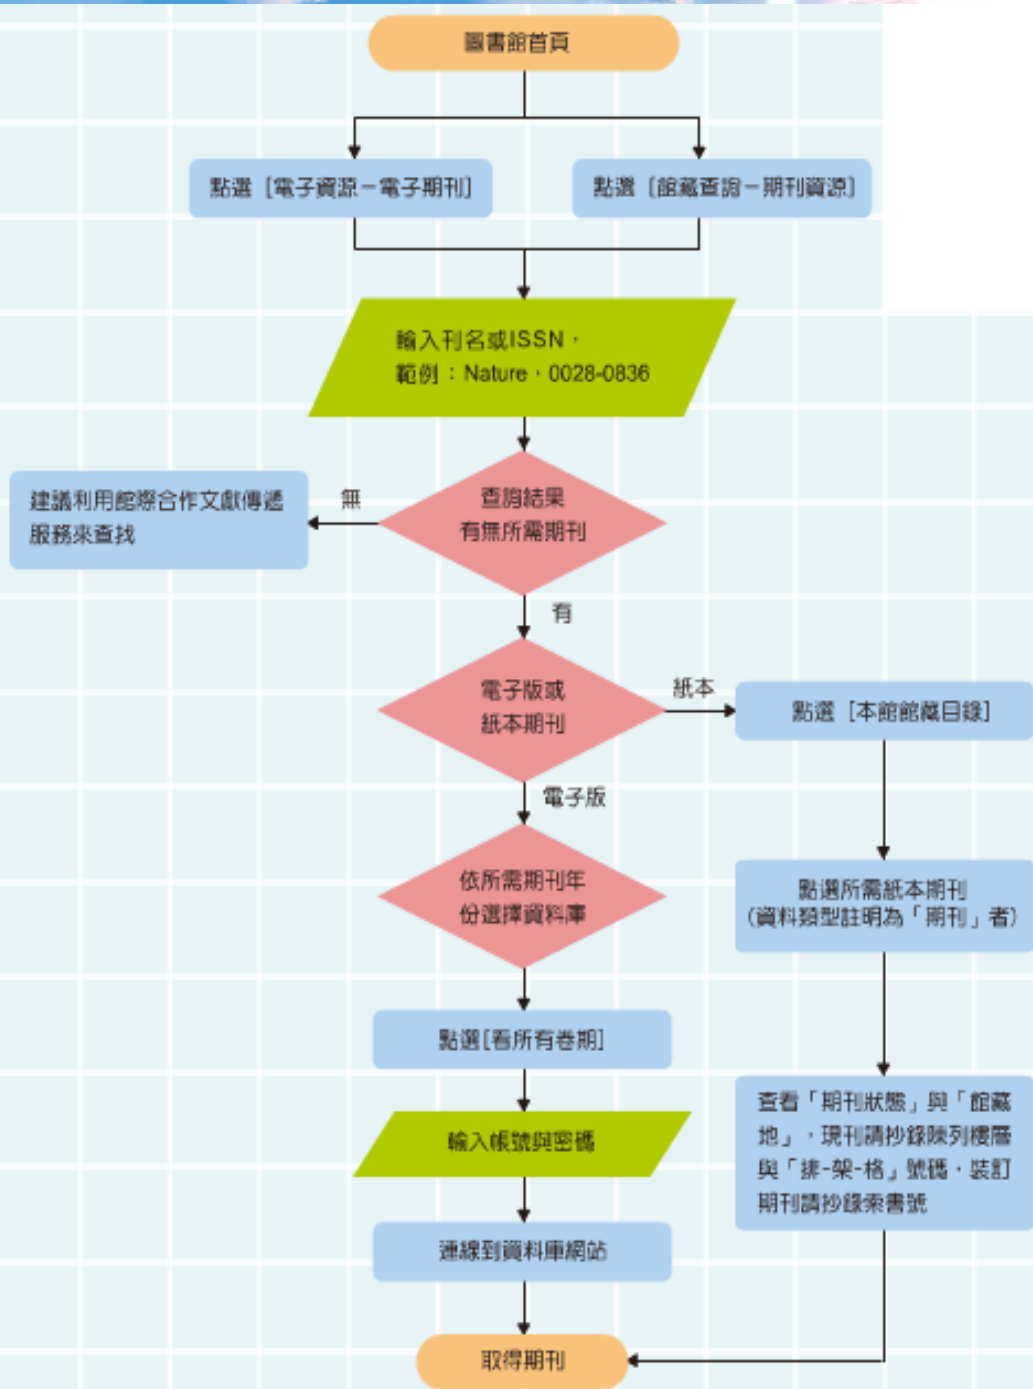 圖書館首頁
點選［電子資源－電子期刊］
點選［館藏查詢－期刊資源］
輸入刊名或ISSN，
範例：Nature，0028-0836
查詢結果
有無所需期刊
無
建議利用館際合作文獻傳遞
服務來查找
有
電子版或
紙本期刊
紙本
點選［本館館藏目錄］
電子版
依所需期刊年
份選擇資料庫
點選所需紙本期刊
（資料類型註明為「期刊」者）
點選[看所有卷期]
查看「期刊狀態」與「館藏
地」，現刊請抄錄陳列樓層
與「排-架-格」號碼，裝訂
期刊請抄錄索書號
輸入帳號與密碼
連線到資料庫網站
取得期刊